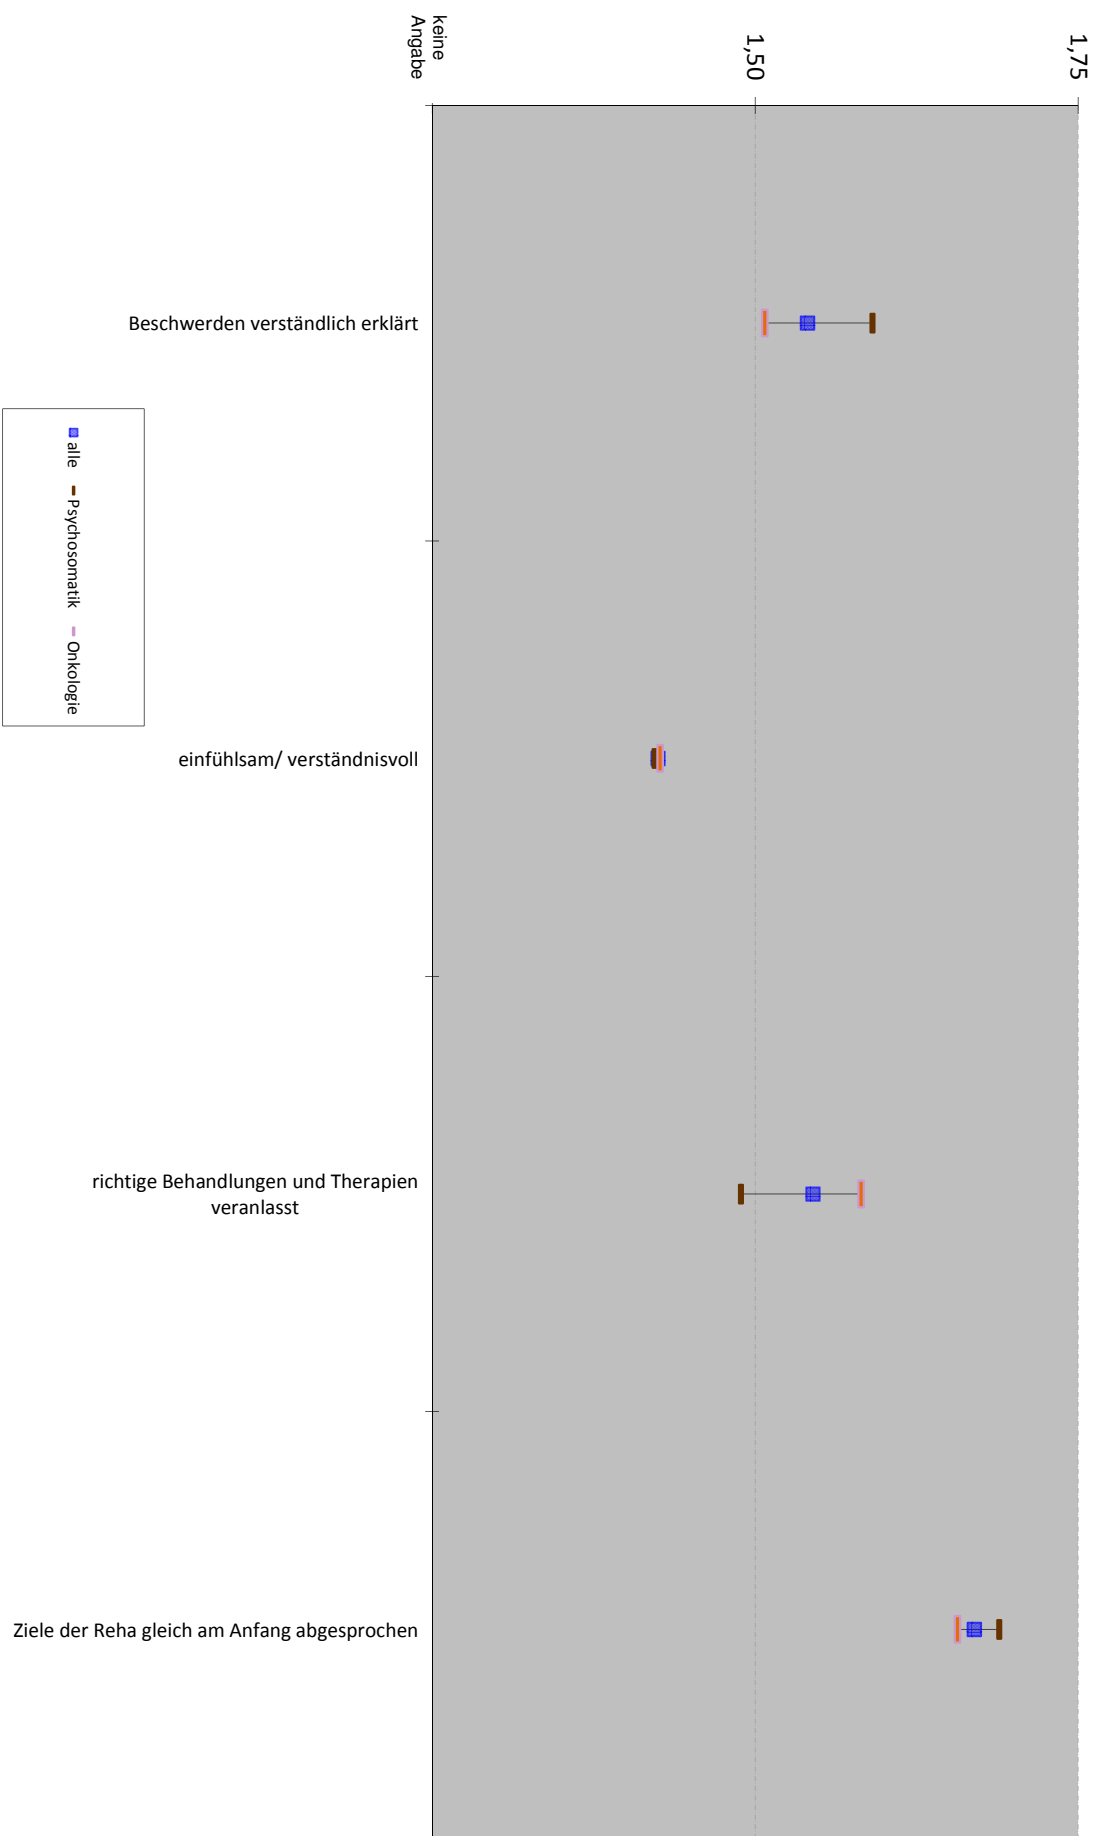 1,75
1,50
keine
Angabe
Beschwerden verständlich erklärt
einfühlsam/ verständnisvoll
richtige Behandlungen und Therapien
veranlasst
Ziele der Reha gleich am Anfang abgesprochen
alle
Psychosomatik
Onkologie